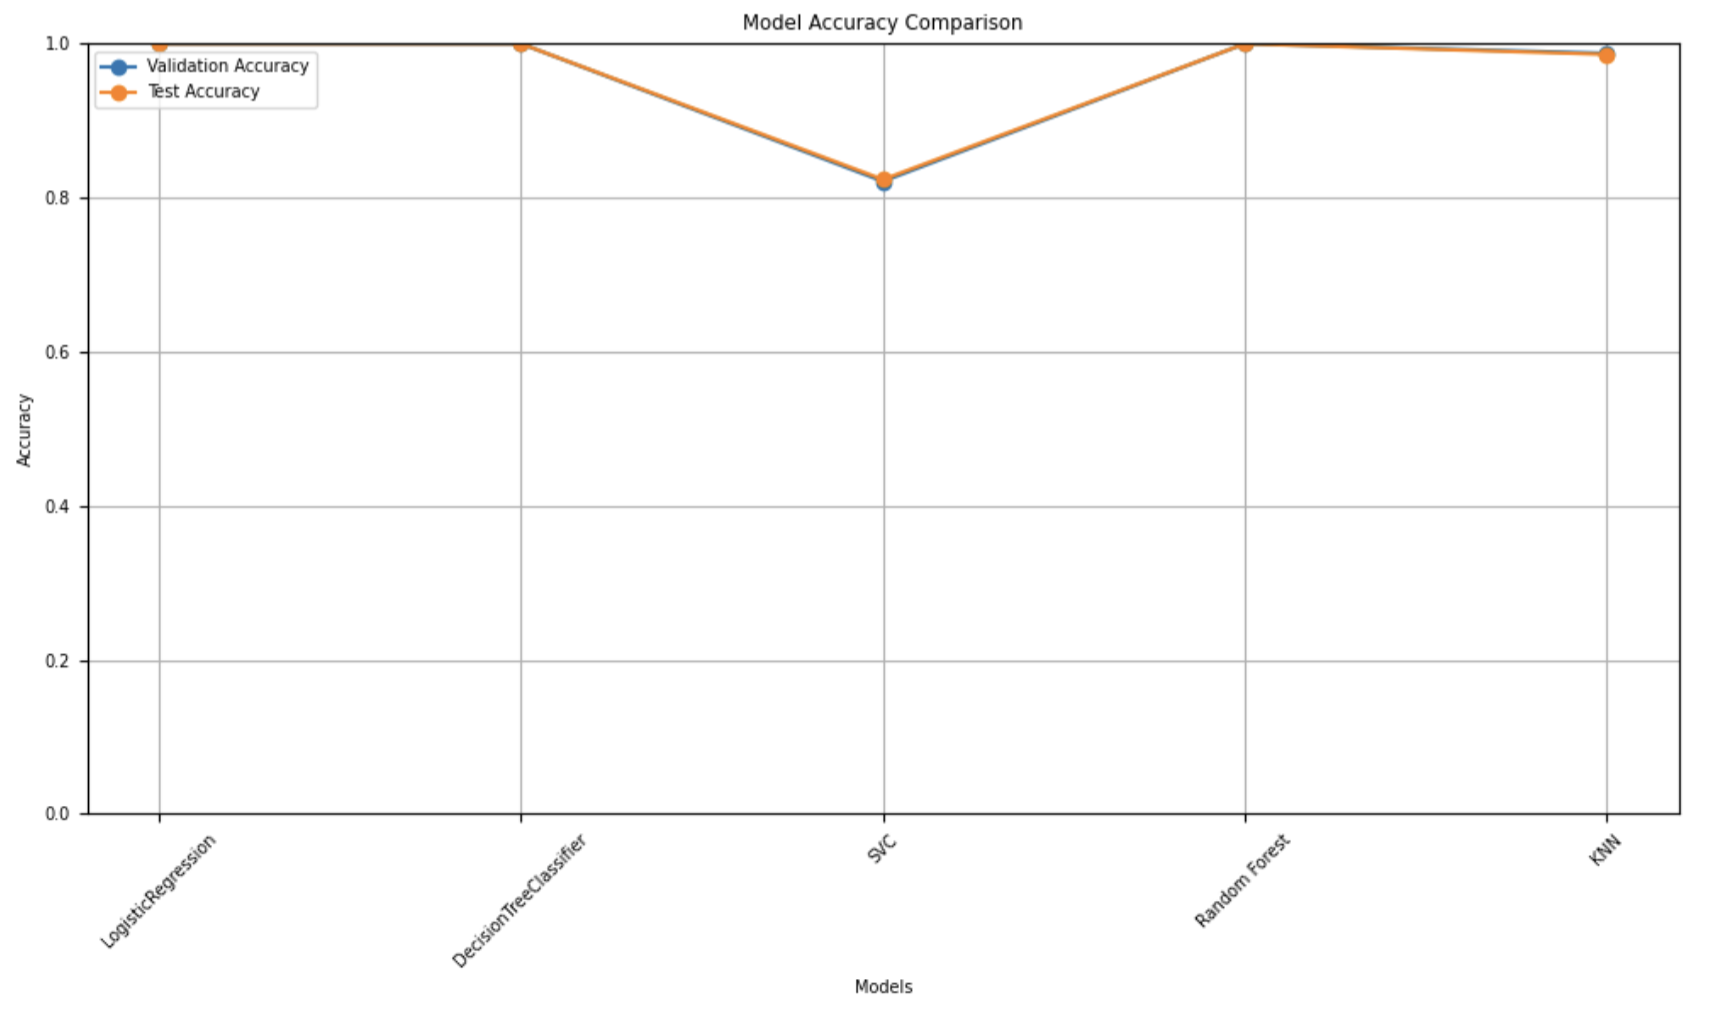 Model Accuracy Comparison
1.0
Validation Accuracy
Test Accuracy
0.8
0.6
Accuracy
0.4
0.2
0.0
LogisticRegression
DecisionTreeClassifier
SVC
Random Forest
KNN
Models